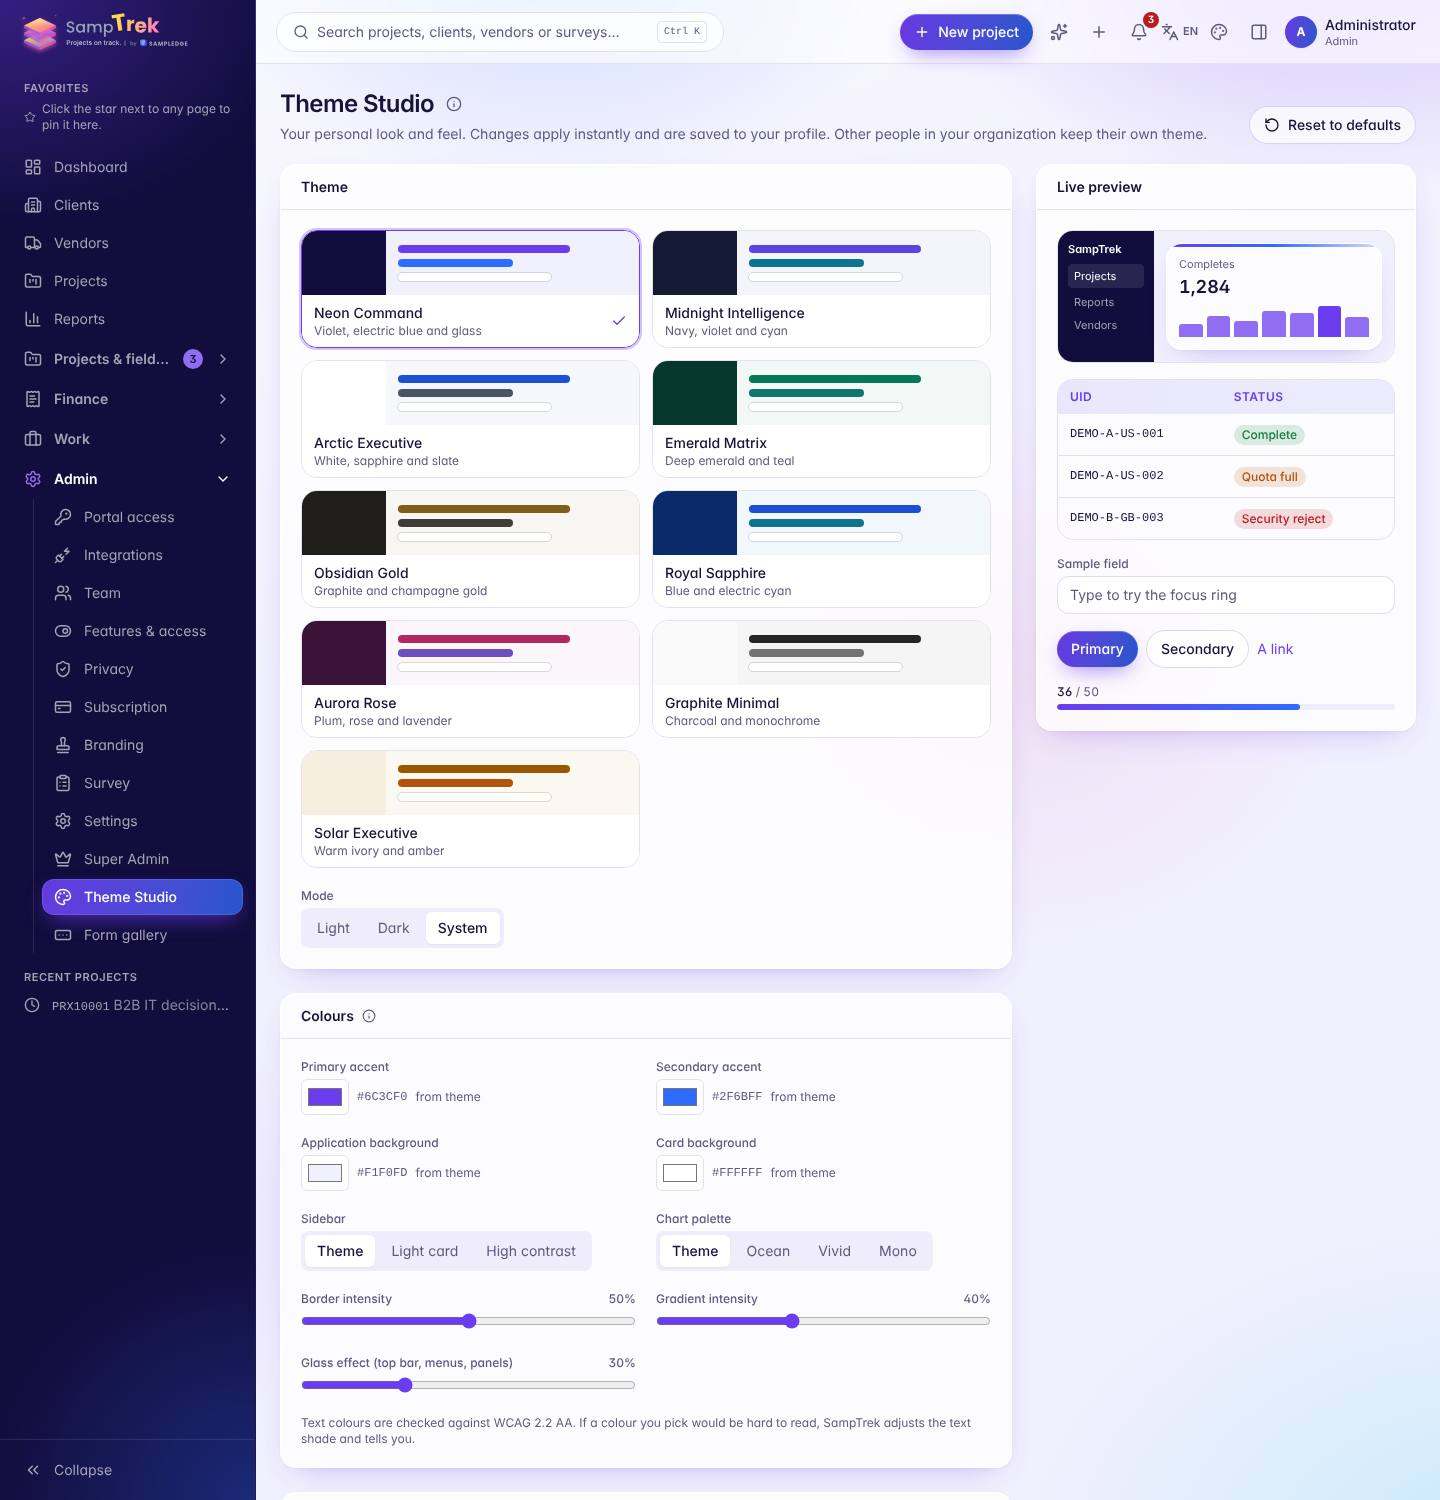 SampTrek
Projects on track. | by SAMPLEDGE
Search projects, clients, vendors or surveys...
Ctrl K
New project
3
EN
A
Administrator
Admin
FAVORITES
Click the star next to any page to
pin it here.
Dashboard
Clients
Vendors
Projects
Reports
Projects & field...
3
Finance
Work
Admin
Portal access
Integrations
Team
Features & access
Privacy
Subscription
Branding
Survey
Settings
Super Admin
Theme Studio
Form gallery
RECENT PROJECTS
PRX10001 B2B IT decision...
Collapse
Theme Studio
Your personal look and feel. Changes apply instantly and are saved to your profile. Other people in your organization keep their own theme.
Reset to defaults
Theme
Neon Command
Violet, electric blue and glass
Midnight Intelligence
Navy, violet and cyan
Arctic Executive
White, sapphire and slate
Emerald Matrix
Deep emerald and teal
Obsidian Gold
Graphite and champagne gold
Royal Sapphire
Blue and electric cyan
Aurora Rose
Plum, rose and lavender
Graphite Minimal
Charcoal and monochrome
Solar Executive
Warm ivory and amber
Mode
Light
Dark
System
Live preview
SampTrek
Projects
Reports
Vendors
Completes
1,284
UID STATUS
DEMO-A-US-001 Complete
DEMO-A-US-002 Quota full
DEMO-B-GB-003 Security reject
Sample field
Type to try the focus ring
Primary
Secondary
A link
36 / 50
Colours
Primary accent
#6C3CF0 from theme
Secondary accent
#2F6BFF from theme
Application background
#F1F0FD from theme
Card background
#FFFFFF from theme
Sidebar
Theme
Light card
High contrast
Chart palette
Theme
Ocean
Vivid
Mono
Border intensity 50%
Gradient intensity 40%
Glass effect (top bar, menus, panels) 30%
Text colours are checked against WCAG 2.2 AA. If a colour you pick would be hard to read, SampTrek adjusts the text
shade and tells you.